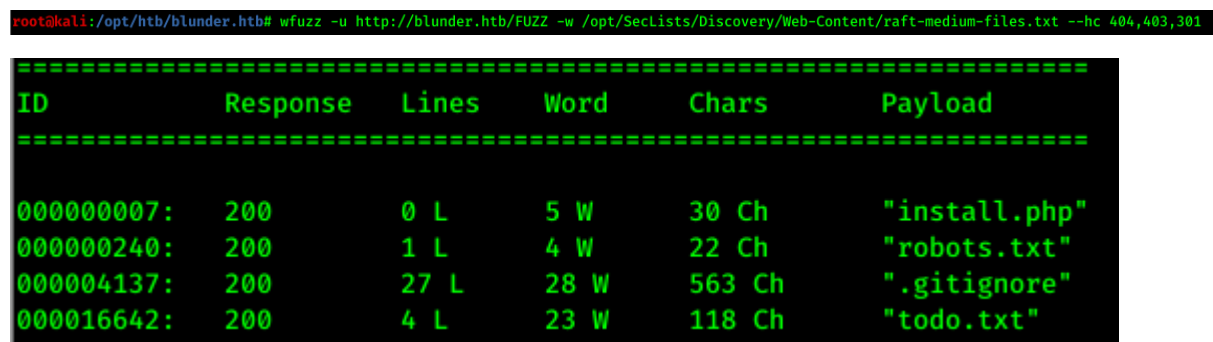 root@kali:/opt/htb/blunder.htb# wfuzz -u http://blunder.htb/FUZZ -w /opt/SecLists/Discovery/Web-Content/raft-medium-files.txt --hc 404,403,301
===================================================================
ID Response Lines Word Chars Payload
===================================================================
000000007: 200 0 L 5 W 30 Ch "install.php"
000000240: 200 1 L 4 W 22 Ch "robots.txt"
000004137: 200 27 L 28 W 563 Ch ".gitignore"
000016642: 200 4 L 23 W 118 Ch "todo.txt"